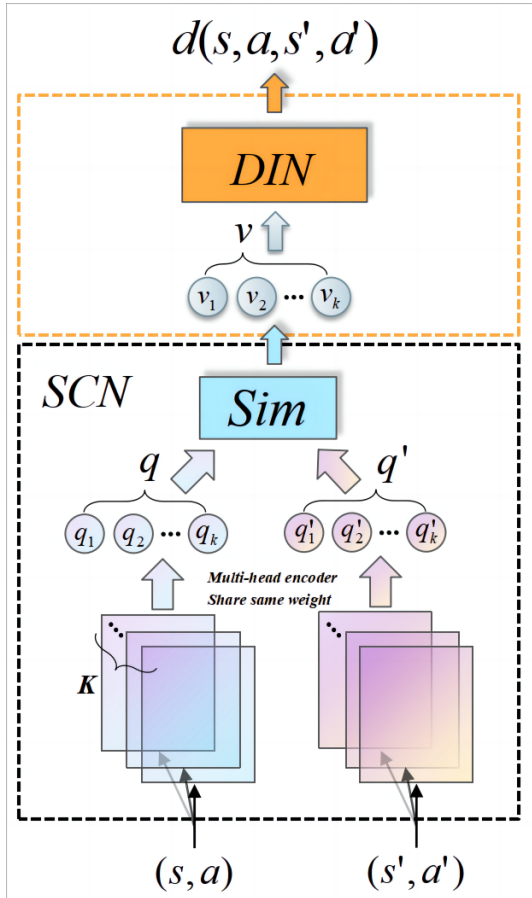 d(s,a,s',a')
DIN
v
v₁ v₂ ••• vₖ
SCN
Sim
q q'
q₁ q₂ ••• qₖ q'₁ q'₂ ••• q'ₖ
Multi-head encoder
Share same weight
K
(s,a) (s',a')